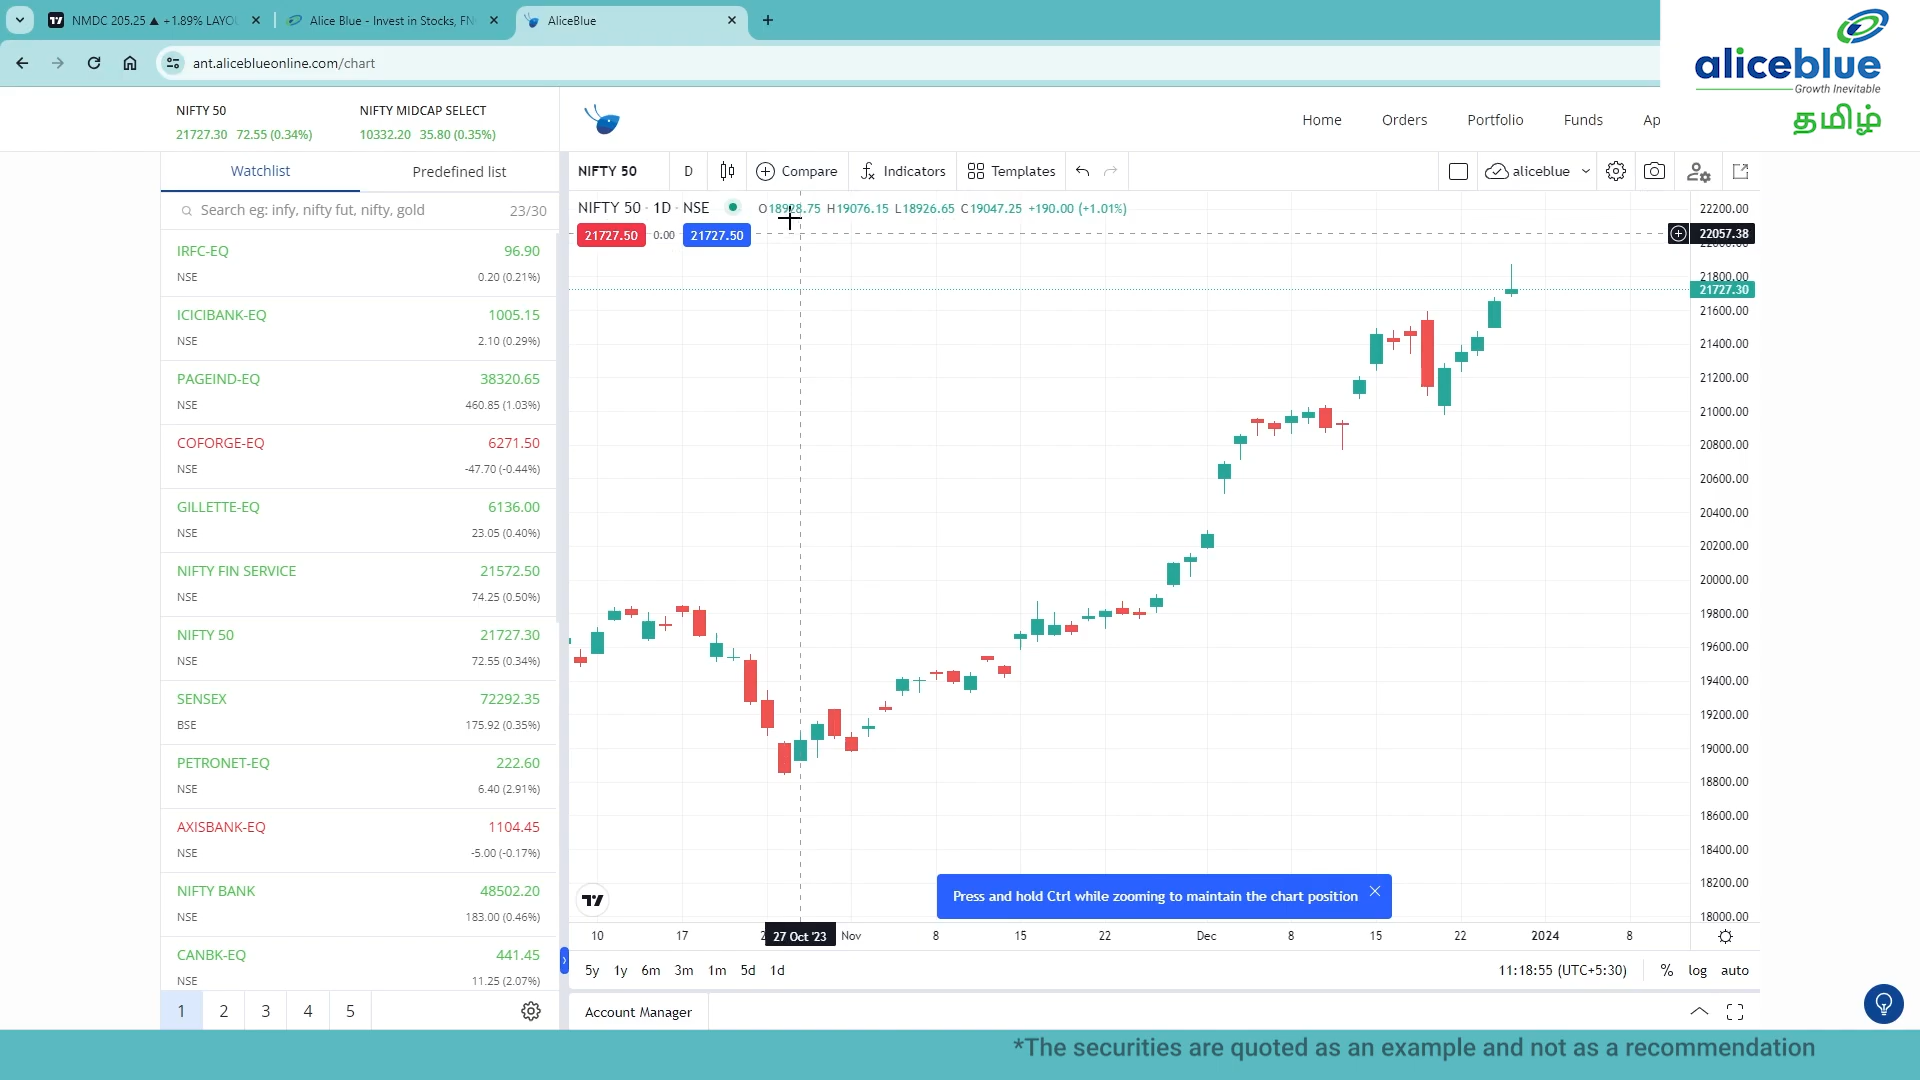 NMDC 205.25 ▲ +1.89% LAYOU
Alice Blue - Invest in Stocks, FN
AliceBlue
ant.aliceblueonline.com/chart
aliceblue
Growth Inevitable
தமிழ்
NIFTY 50
21727.30 72.55 (0.34%)
NIFTY MIDCAP SELECT
10332.20 35.80 (0.35%)
Home Orders Portfolio Funds Ap
Watchlist Predefined list
Search eg: infy, nifty fut, nifty, gold 23/30
IRFC-EQ 96.90
NSE 0.20 (0.21%)
ICICIBANK-EQ 1005.15
NSE 2.10 (0.29%)
PAGEIND-EQ 38320.65
NSE 460.85 (1.03%)
COFORGE-EQ 6271.50
NSE -47.70 (-0.44%)
GILLETTE-EQ 6136.00
NSE 23.05 (0.40%)
NIFTY FIN SERVICE 21572.50
NSE 74.25 (0.50%)
NIFTY 50 21727.30
NSE 72.55 (0.34%)
SENSEX 72292.35
BSE 175.92 (0.35%)
PETRONET-EQ 222.60
NSE 6.40 (2.91%)
AXISBANK-EQ 1104.45
NSE -5.00 (-0.17%)
NIFTY BANK 48502.20
NSE 183.00 (0.46%)
CANBK-EQ 441.45
NSE 11.25 (2.07%)
1 2 3 4 5
NIFTY 50 D Compare Indicators Templates aliceblue
NIFTY 50 · 1D · NSE O18928.75 H19076.15 L18926.65 C19047.25 +190.00 (+1.01%)
21727.50 0.00 21727.50
22200.00
22057.38
21800.00
21727.30
21600.00
21400.00
21200.00
21000.00
20800.00
20600.00
20400.00
20200.00
20000.00
19800.00
19600.00
19400.00
19200.00
19000.00
18800.00
18600.00
18400.00
18200.00
18000.00
Press and hold Ctrl while zooming to maintain the chart position
10 17 27 Oct '23 Nov 8 15 22 Dec 8 15 22 2024 8
5y 1y 6m 3m 1m 5d 1d 11:18:55 (UTC+5:30) % log auto
Account Manager
*The securities are quoted as an example and not as a recommendation